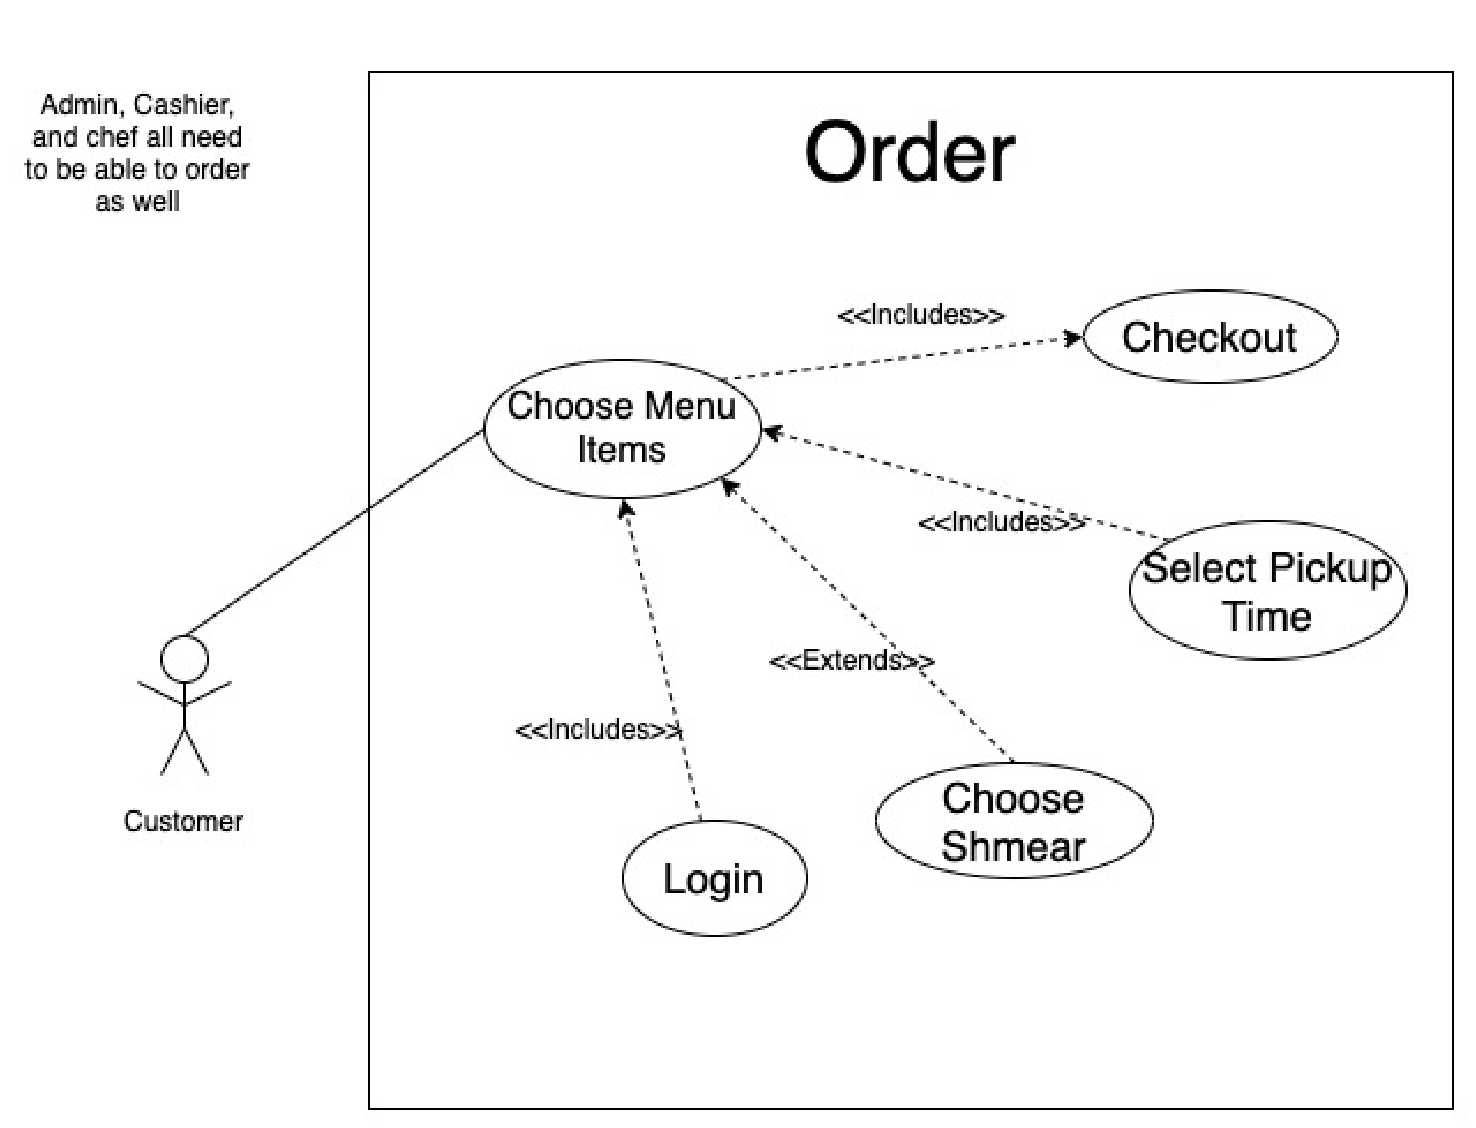 Admin, Cashier,
and chef all need
to be able to order
as well
Order
<<Includes>>
Checkout
Choose Menu
Items
<<Includes>>
Select Pickup
Time
<<Extends>>
<<Includes>>
Choose
Shmear
Customer
Login